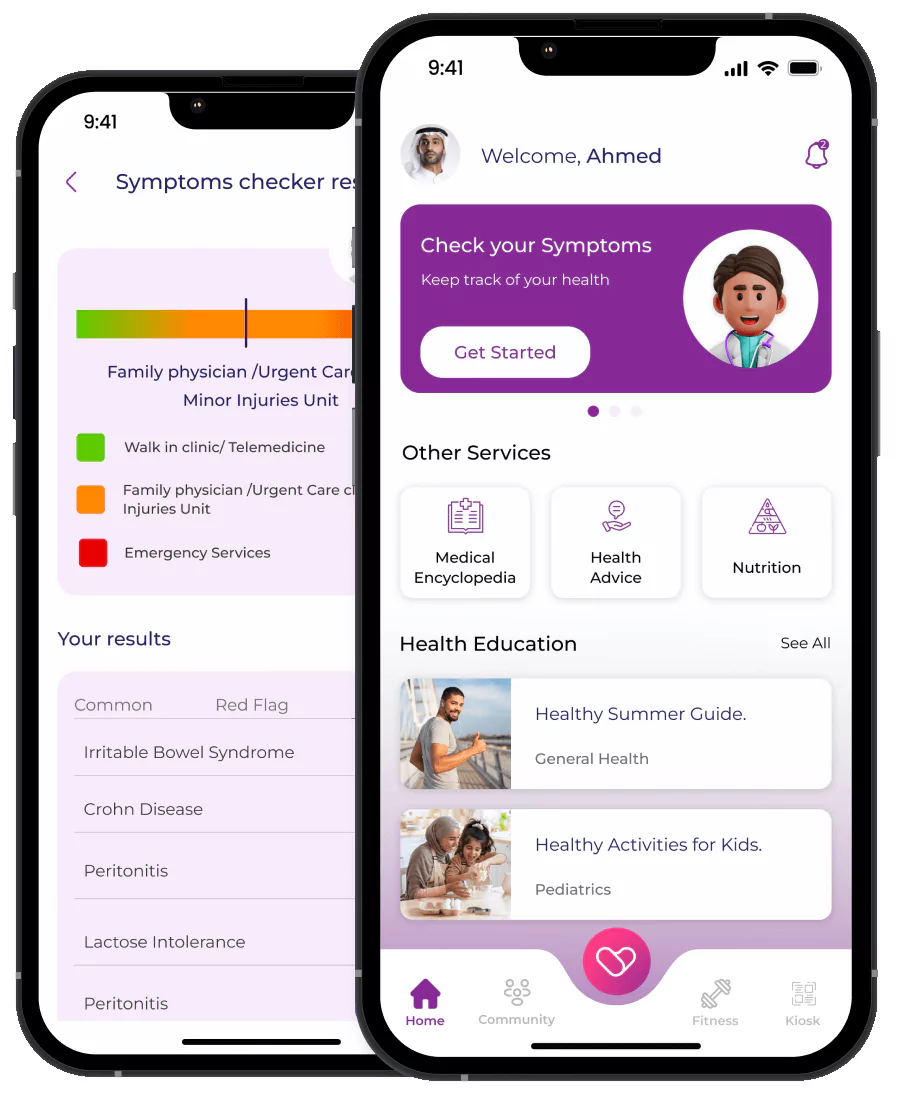 9:41
Symptoms checker
Family physician /Urgent
Minor Injuries Unit
Walk in clinic/ Telemedicine
Family physician /Urgent Care
Injuries Unit
Emergency Services
Your results
Common Red Flag
Irritable Bowel Syndrome
Crohn Disease
Peritonitis
Lactose Intolerance
Peritonitis
9:41
Welcome, Ahmed
2
Check your Symptoms
Keep track of your health
Get Started
Other Services
Medical
Encyclopedia
Health
Advice
Nutrition
Health Education
See All
Healthy Summer Guide.
General Health
Healthy Activities for Kids.
Pediatrics
Home
Community
Fitness
Kiosk